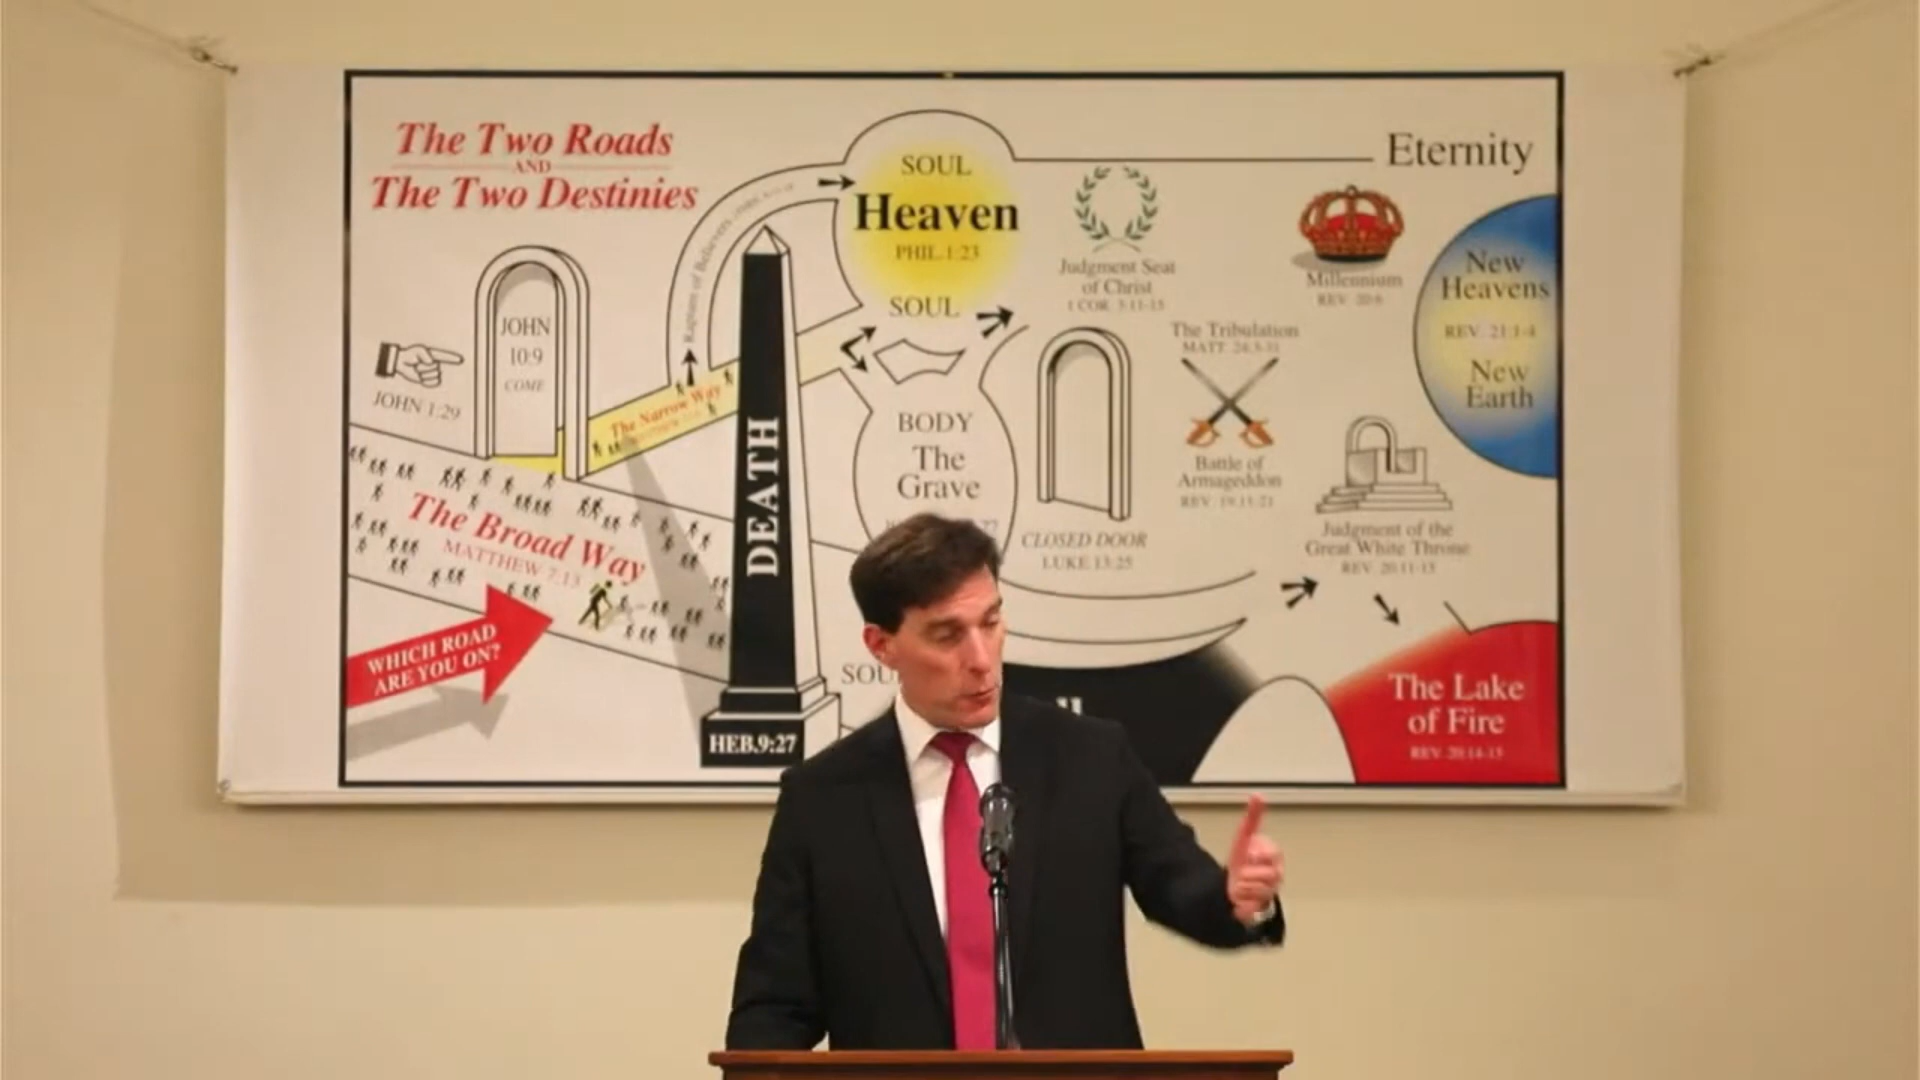 The Two Roads
AND
The Two Destinies
JOHN
10:9
COME
JOHN 1:29
The Narrow Way
Rapture of Believers
SOUL
Heaven
PHIL. 1:23
SOUL
Eternity
Judgment Seat
of Christ
1 COR. 3:11-15
Millennium
REV. 20:6
New
Heavens
REV. 21:1-4
New
Earth
The Tribulation
MATT. 24:3-31
Battle of
Armageddon
REV. 19:11-21
BODY
The
Grave
CLOSED DOOR
LUKE 13:25
Judgment of the
Great White Throne
REV. 20:11-15
The Broad Way
MATTHEW 7:13
WHICH ROAD
ARE YOU ON?
DEATH
HEB.9:27
SOU
The Lake
of Fire
REV. 20:14-15